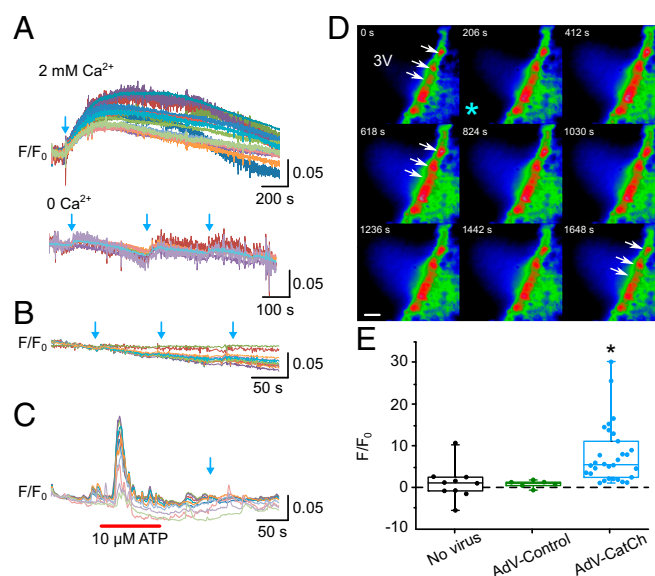 A
2 mM Ca2+
F/F0
0.05
200 s
0 Ca2+
0.05
100 s
B
F/F0
0.05
50 s
C
F/F0
0.05
50 s
10 µM ATP
D
0 s
206 s
412 s
3V
*
618 s
824 s
1030 s
1236 s
1442 s
1648 s
E
*
F/F0
30
20
10
0
-10
No virus
AdV-Control
AdV-CatCh